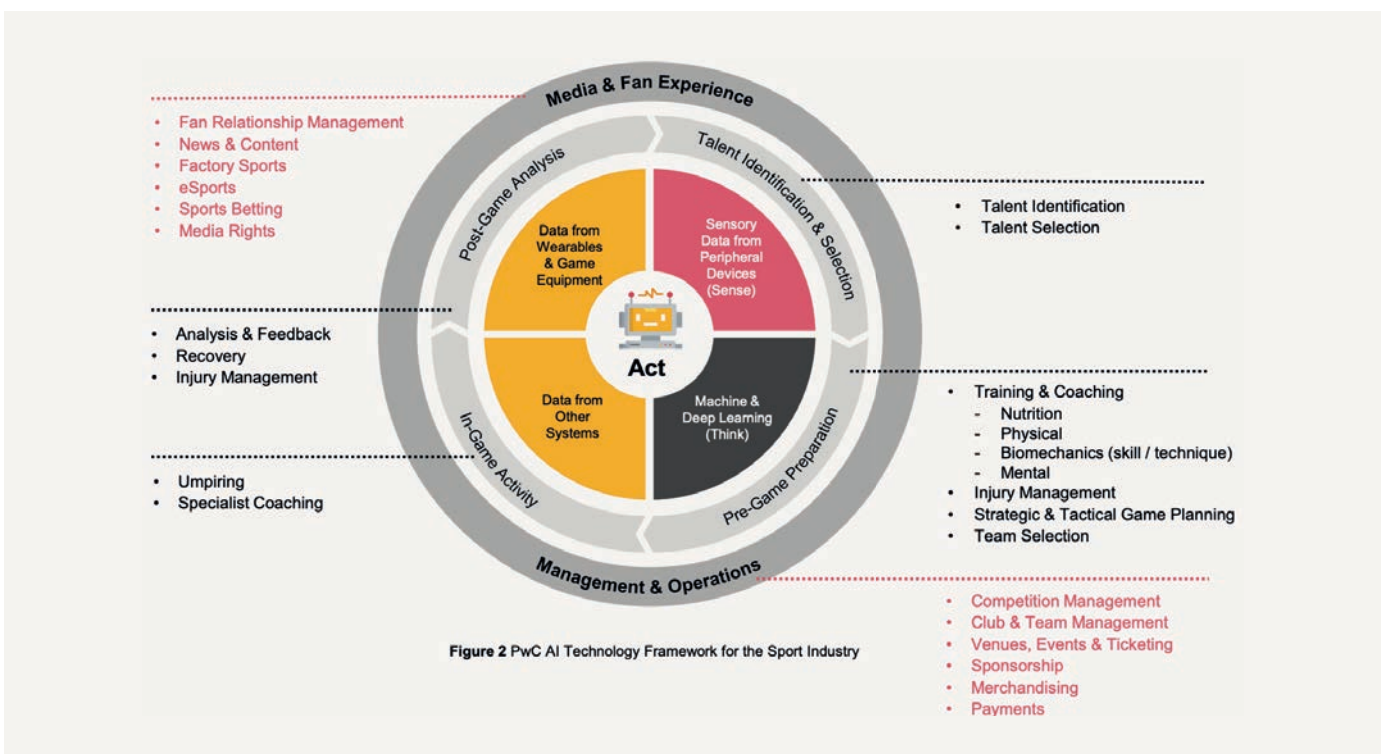 Media & Fan Experience
• Fan Relationship Management
• News & Content
• Factory Sports
• eSports
• Sports Betting
• Media Rights
Post-Game Analysis
Talent Identification & Selection
• Talent Identification
• Talent Selection
Data from
Wearables
& Game
Equipment
Sensory
Data from
Peripheral
Devices
(Sense)
Act
• Analysis & Feedback
• Recovery
• Injury Management
Data from
Other
Systems
Machine &
Deep Learning
(Think)
In-Game Activity
Pre-Game Preparation
• Training & Coaching
- Nutrition
- Physical
- Biomechanics (skill / technique)
- Mental
• Injury Management
• Strategic & Tactical Game Planning
• Team Selection
• Umpiring
• Specialist Coaching
Management & Operations
• Competition Management
• Club & Team Management
• Venues, Events & Ticketing
• Sponsorship
• Merchandising
• Payments
Figure 2 PwC AI Technology Framework for the Sport Industry